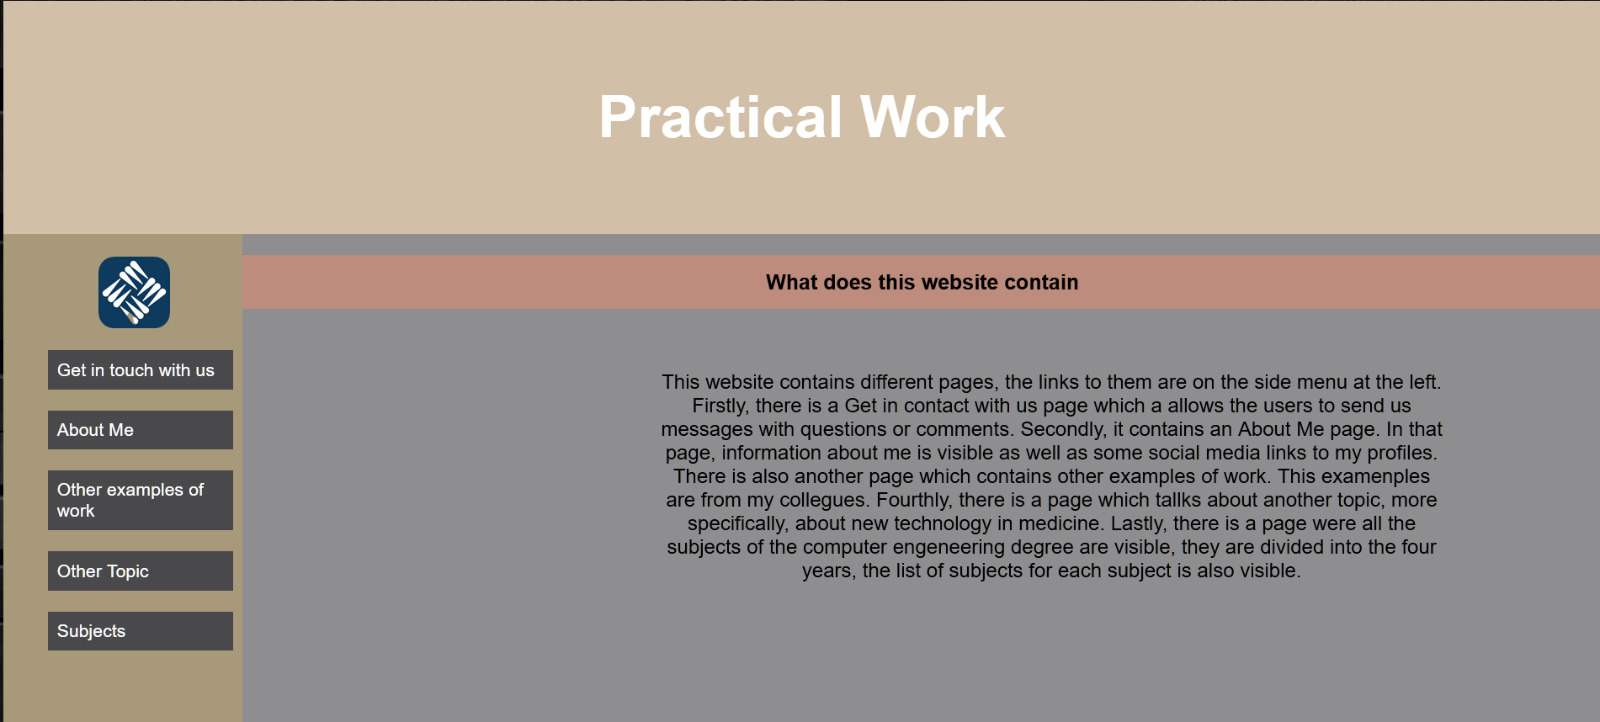 Practical Work
Get in touch with us
About Me
Other examples of
work
Other Topic
Subjects
What does this website contain
This website contains different pages, the links to them are on the side menu at the left.
Firstly, there is a Get in contact with us page which a allows the users to send us
messages with questions or comments. Secondly, it contains an About Me page. In that
page, information about me is visible as well as some social media links to my profiles.
There is also another page which contains other examples of work. This examenples
are from my collegues. Fourthly, there is a page which tallks about another topic, more
specifically, about new technology in medicine. Lastly, there is a page were all the
subjects of the computer engeneering degree are visible, they are divided into the four
years, the list of subjects for each subject is also visible.